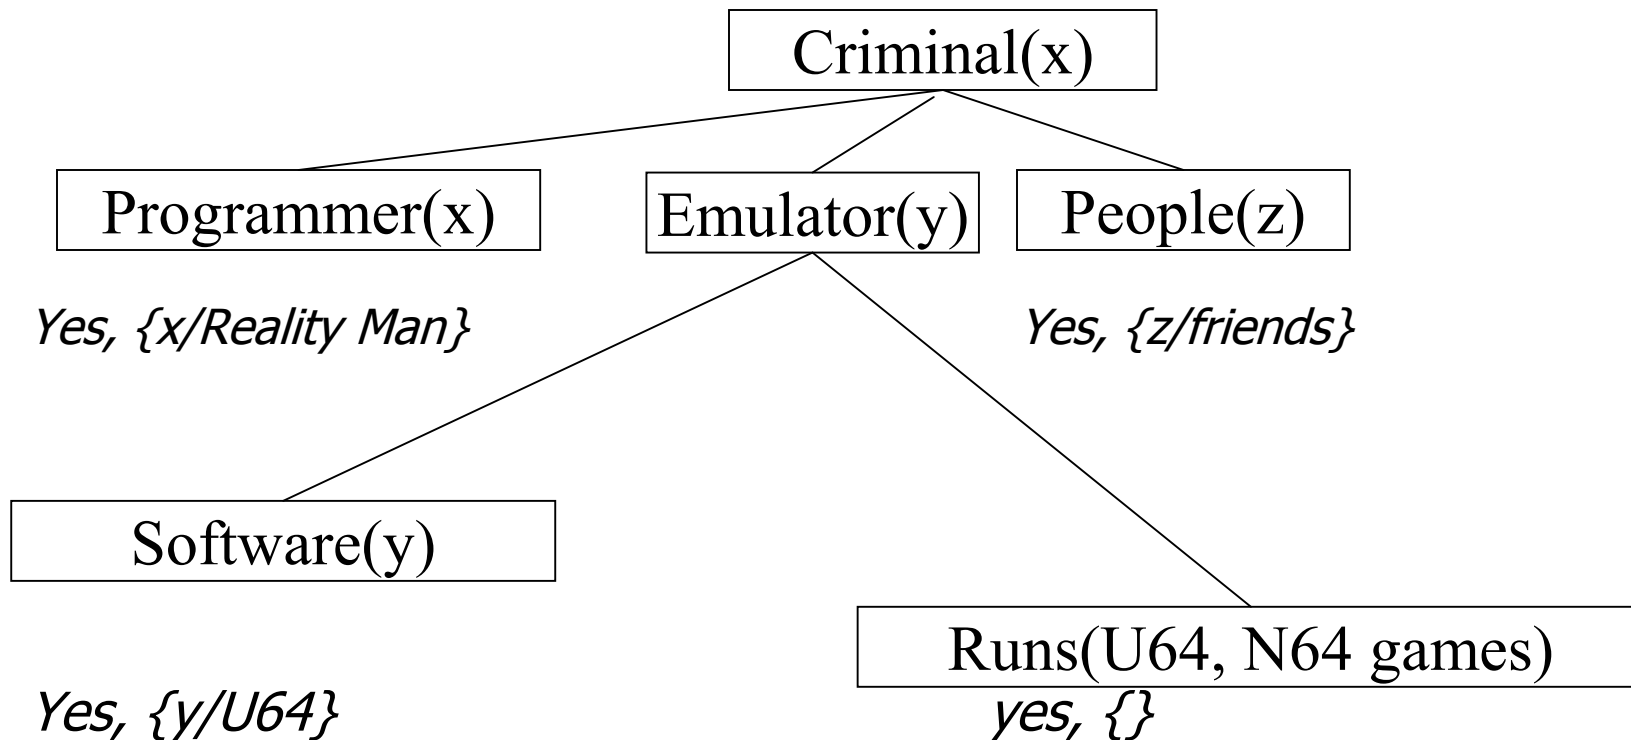 Criminal(x)
Programmer(x)
Emulator(y)
People(z)
Yes, {x/Reality Man}
Yes, {z/friends}
Software(y)
Runs(U64, N64 games)
Yes, {y/U64}
yes, {}